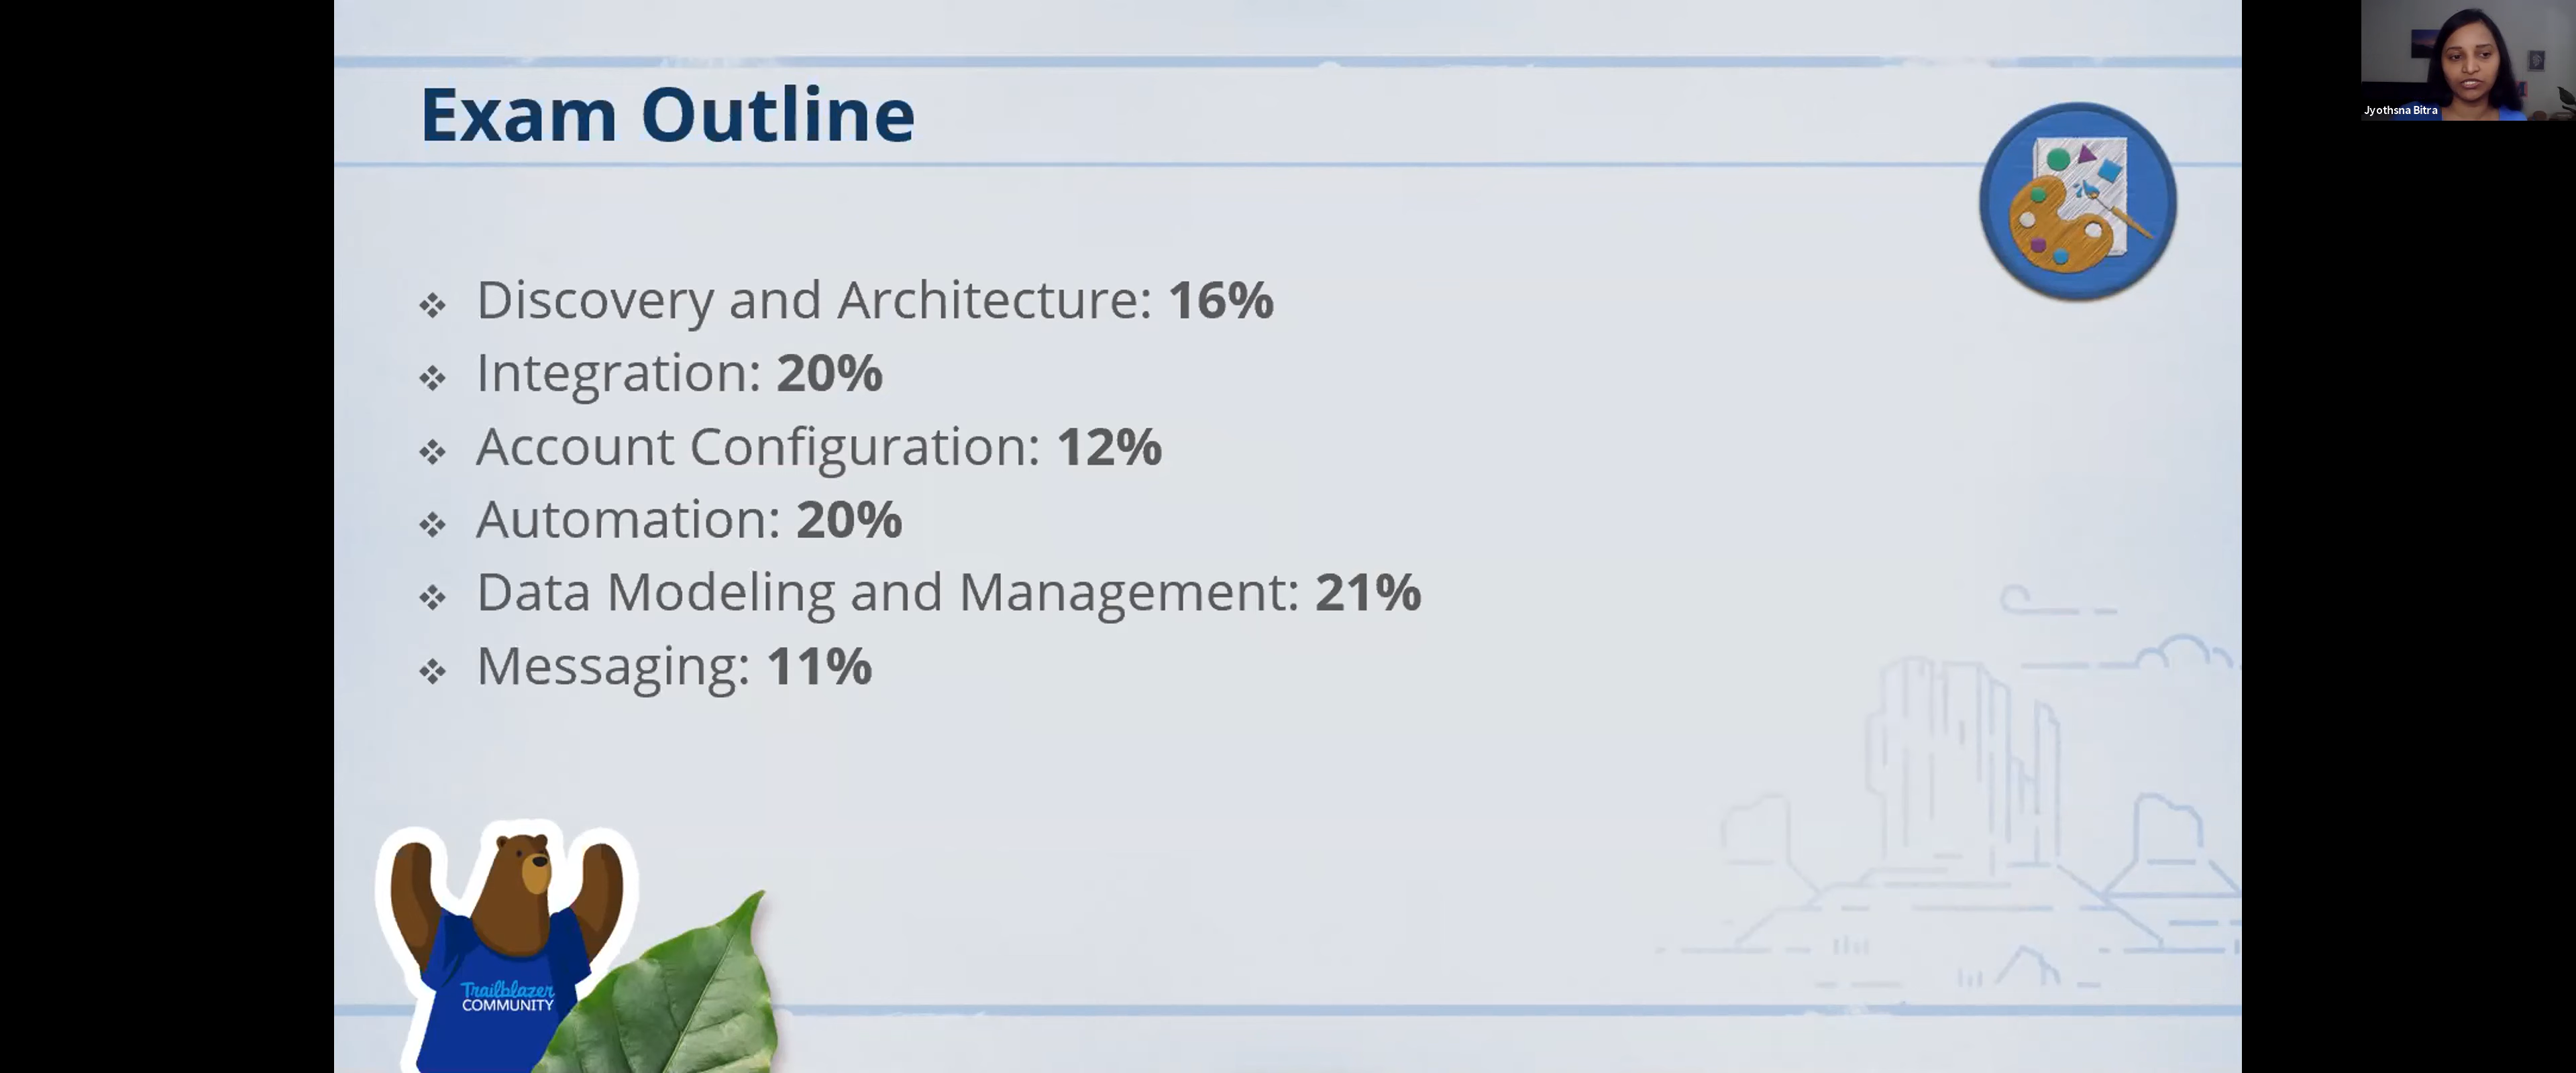 Exam Outline
Jyothsna Bitra
❖ Discovery and Architecture: 16%
❖ Integration: 20%
❖ Account Configuration: 12%
❖ Automation: 20%
❖ Data Modeling and Management: 21%
❖ Messaging: 11%
Trailblazer
COMMUNITY